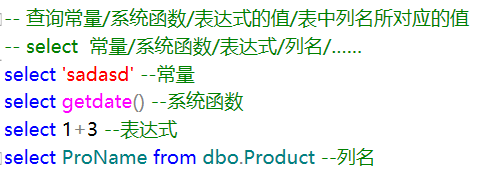 -- 查询常量/系统函数/表达式的值/表中列名所对应的值
-- select  常量/系统函数/表达式/列名/......
select 'sadasd' --常量
select getdate() --系统函数
select 1+3 --表达式
select ProName from dbo.Product --列名